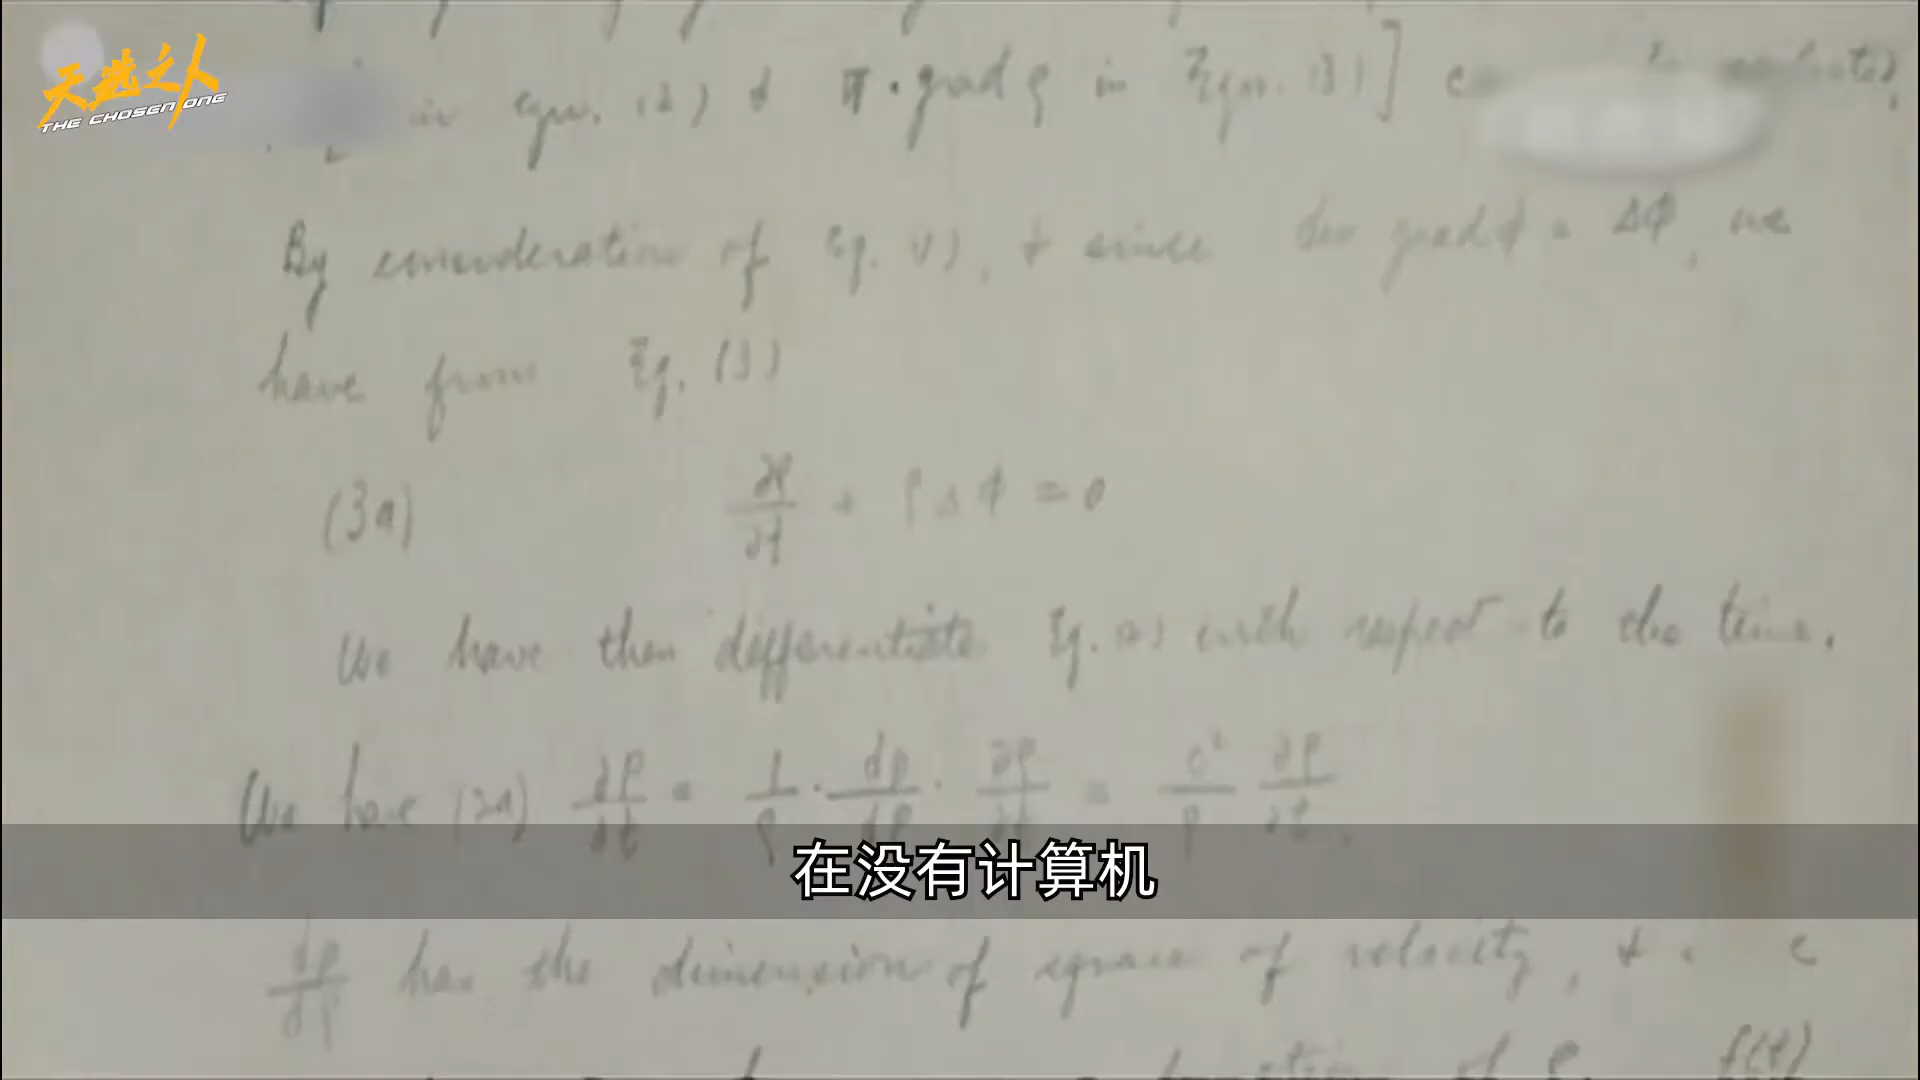 天选之人
THE CHOSEN ONE
in Eqn. (2) & π · grad ρ in Eqn. (3)]
By consideration of Eq. (1), & since div grad ϕ = Δϕ, we
have from Eq. (3)
(3a) ∂ρ/∂t + ρ Δ ϕ = 0
We have then differentiate Eq. (2) with respect to the time.
We have (2a) ∂P/∂t = 1/ρ · dp/dρ · ∂ρ/∂t = c²/ρ ∂ρ/∂t.
在没有计算机
dp/dρ has the dimension of square of velocity, &
of ρ f(t)